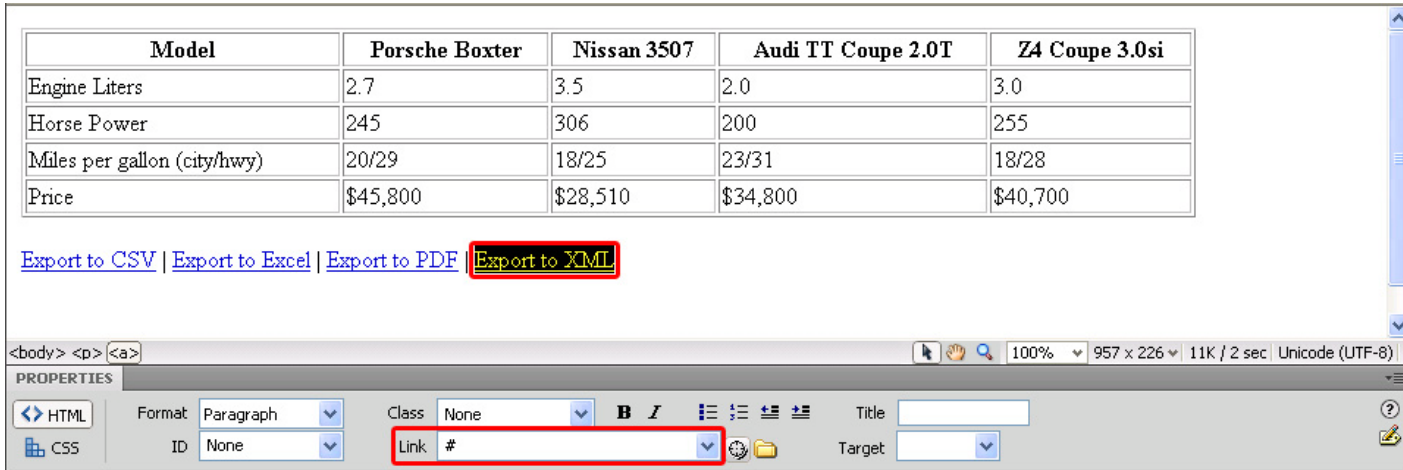 Model Porsche Boxter Nissan 3507 Audi TT Coupe 2.0T Z4 Coupe 3.0si
Engine Liters 2.7 3.5 2.0 3.0
Horse Power 245 306 200 255
Miles per gallon (city/hwy) 20/29 18/25 23/31 18/28
Price $45,800 $28,510 $34,800 $40,700
Export to CSV | Export to Excel | Export to PDF | Export to XML
<body> <p> <a> 100% 957 x 226 11K / 2 sec Unicode (UTF-8)
PROPERTIES
<> HTML Format Paragraph Class None B I Title
CSS ID None Link # Target